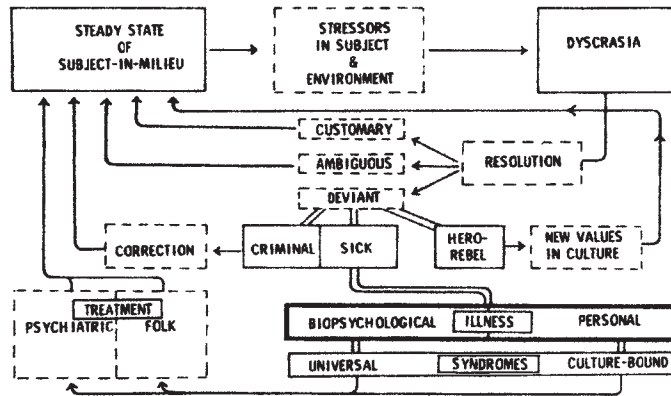 STEADY STATE
OF
SUBJECT-IN-MILIEU
STRESSORS
IN SUBJECT
&
ENVIRONMENT
DYSCRASIA
CUSTOMARY
AMBIGUOUS
DEVIANT
RESOLUTION
CORRECTION
CRIMINAL
SICK
HERO-
REBEL
NEW VALUES
IN CULTURE
TREATMENT
PSYCHIATRIC
FOLK
BIOPSYCHOLOGICAL
ILLNESS
PERSONAL
UNIVERSAL
SYNDROMES
CULTURE-BOUND